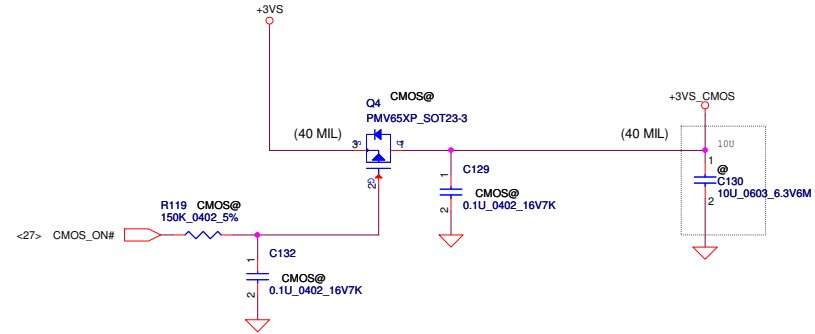 +3VS
Q4 CMOS@
PMV65XP_SOT23-3
+3VS_CMOS
(40 MIL)
(40 MIL)
3 S
D 1
G
2
10U
1
@
C130
10U_0603_6.3V6M
2
1
C129
CMOS@
0.1U_0402_16V7K
2
R119 CMOS@
150K_0402_5%
<27> CMOS_ON#
1
C132
CMOS@
0.1U_0402_16V7K
2